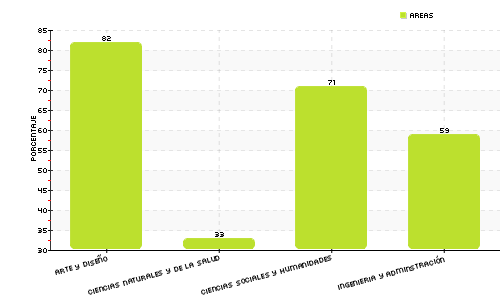 AREAS
85
80
75
70
65
60
55
50
45
40
35
30
PORCENTAJE
82
33
71
59
ARTE Y DISEÑO
CIENCIAS NATURALES Y DE LA SALUD
CIENCIAS SOCIALES Y HUMANIDADES
INGENIERIA Y ADMINSTRACIÓN